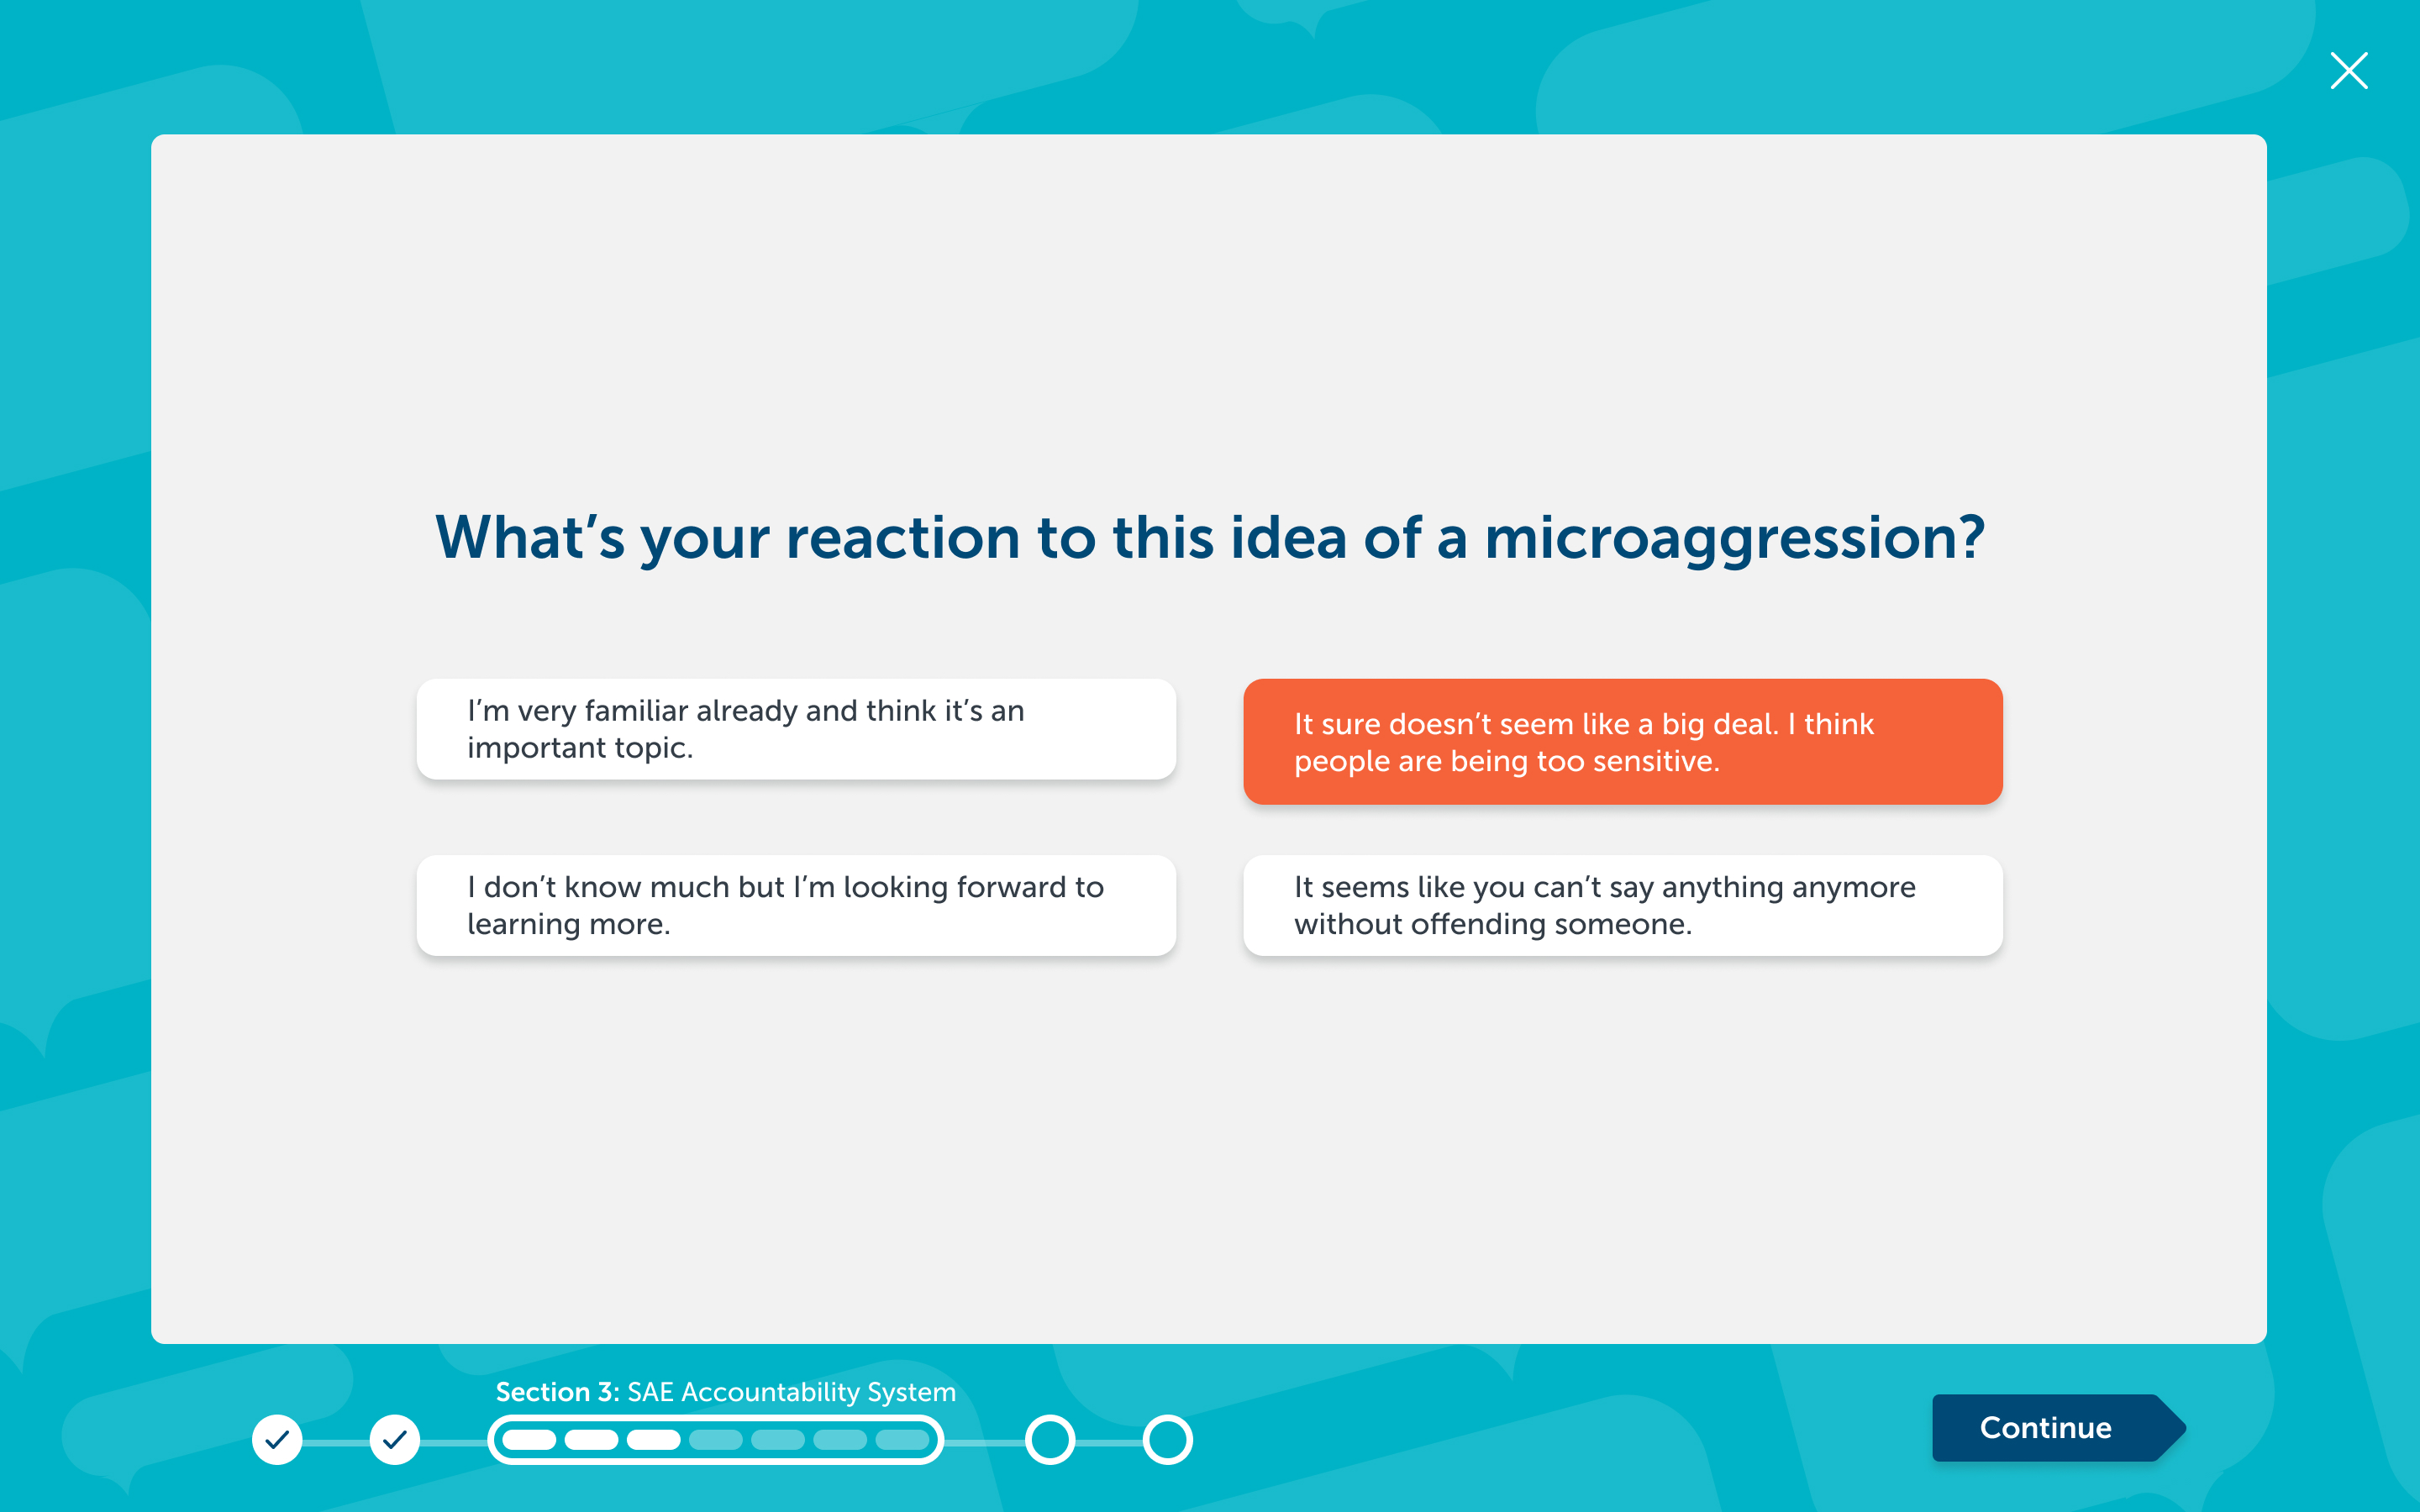 What’s your reaction to this idea of a microaggression?
I’m very familiar already and think it’s an
important topic.
It sure doesn’t seem like a big deal. I think
people are being too sensitive.
I don’t know much but I’m looking forward to
learning more.
It seems like you can’t say anything anymore
without offending someone.
Section 3: SAE Accountability System
Continue